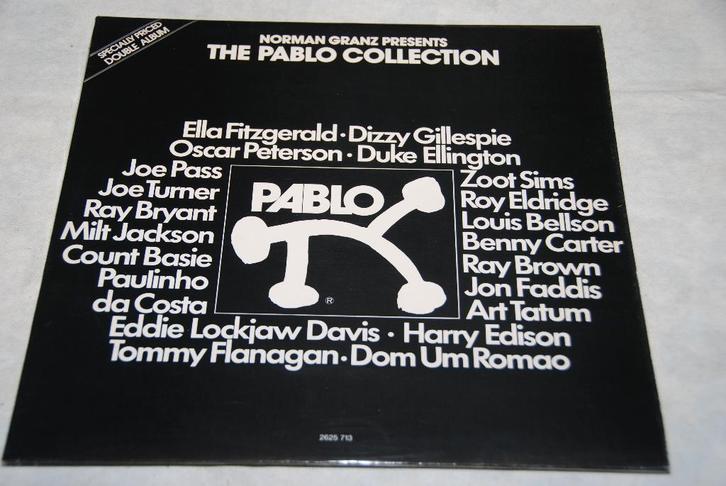 SPECIALLY PRICED
DOUBLE ALBUM
NORMAN GRANZ PRESENTS
THE PABLO COLLECTION
Ella Fitzgerald · Dizzy Gillespie
Oscar Peterson · Duke Ellington
Joe Pass
Joe Turner
Ray Bryant
Milt Jackson
Count Basie
Paulinho
da Costa
PABLO
®
Zoot Sims
Roy Eldridge
Louis Bellson
Benny Carter
Ray Brown
Jon Faddis
Art Tatum
Eddie Lockjaw Davis · Harry Edison
Tommy Flanagan · Dom Um Romao
2625 713